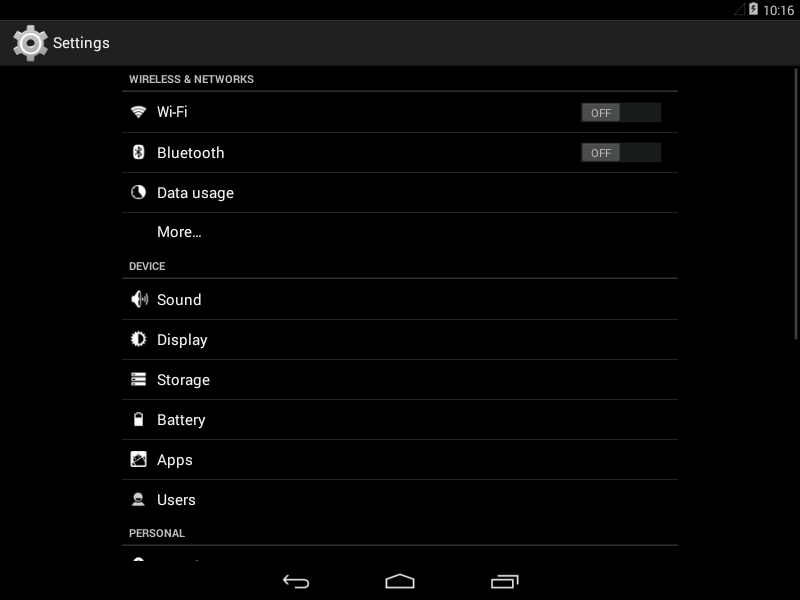 10:16
Settings
WIRELESS & NETWORKS
Wi-Fi OFF
Bluetooth OFF
Data usage
More...
DEVICE
Sound
Display
Storage
Battery
Apps
Users
PERSONAL